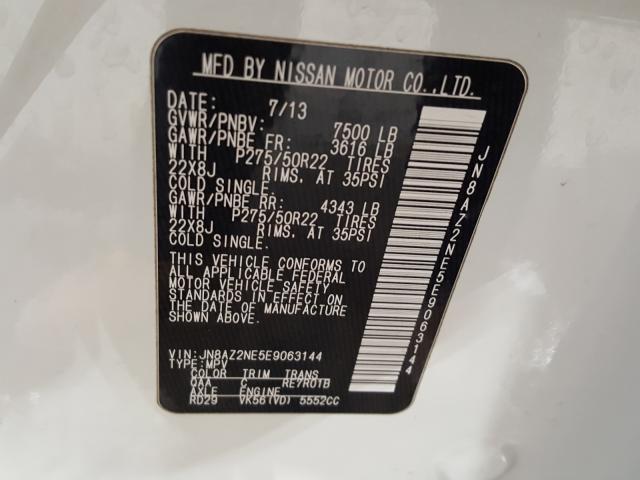 MFD BY NISSAN MOTOR CO.,LTD.
DATE: 7/13
GVWR/PNBV: 7500 LB
GAWR/PNBE FR: 3616 LB
WITH P275/50R22 TIRES
22X8J RIMS, AT 35PSI
COLD SINGLE.
GAWR/PNBE RR: 4343 LB
WITH P275/50R22 TIRES
22X8J RIMS, AT 35PSI
COLD SINGLE.
THIS VEHICLE CONFORMS TO
ALL APPLICABLE FEDERAL
MOTOR VEHICLE SAFETY
STANDARDS IN EFFECT ON
THE DATE OF MANUFACTURE
SHOWN ABOVE.
VIN: JN8AZ2NE5E9063144
TYPE: MPV
COLOR TRIM TRANS
QAA C RE7R01B
AXLE ENGINE
RD29 VK56(VD) 5552CC
JN8AZ2NE5E9063144